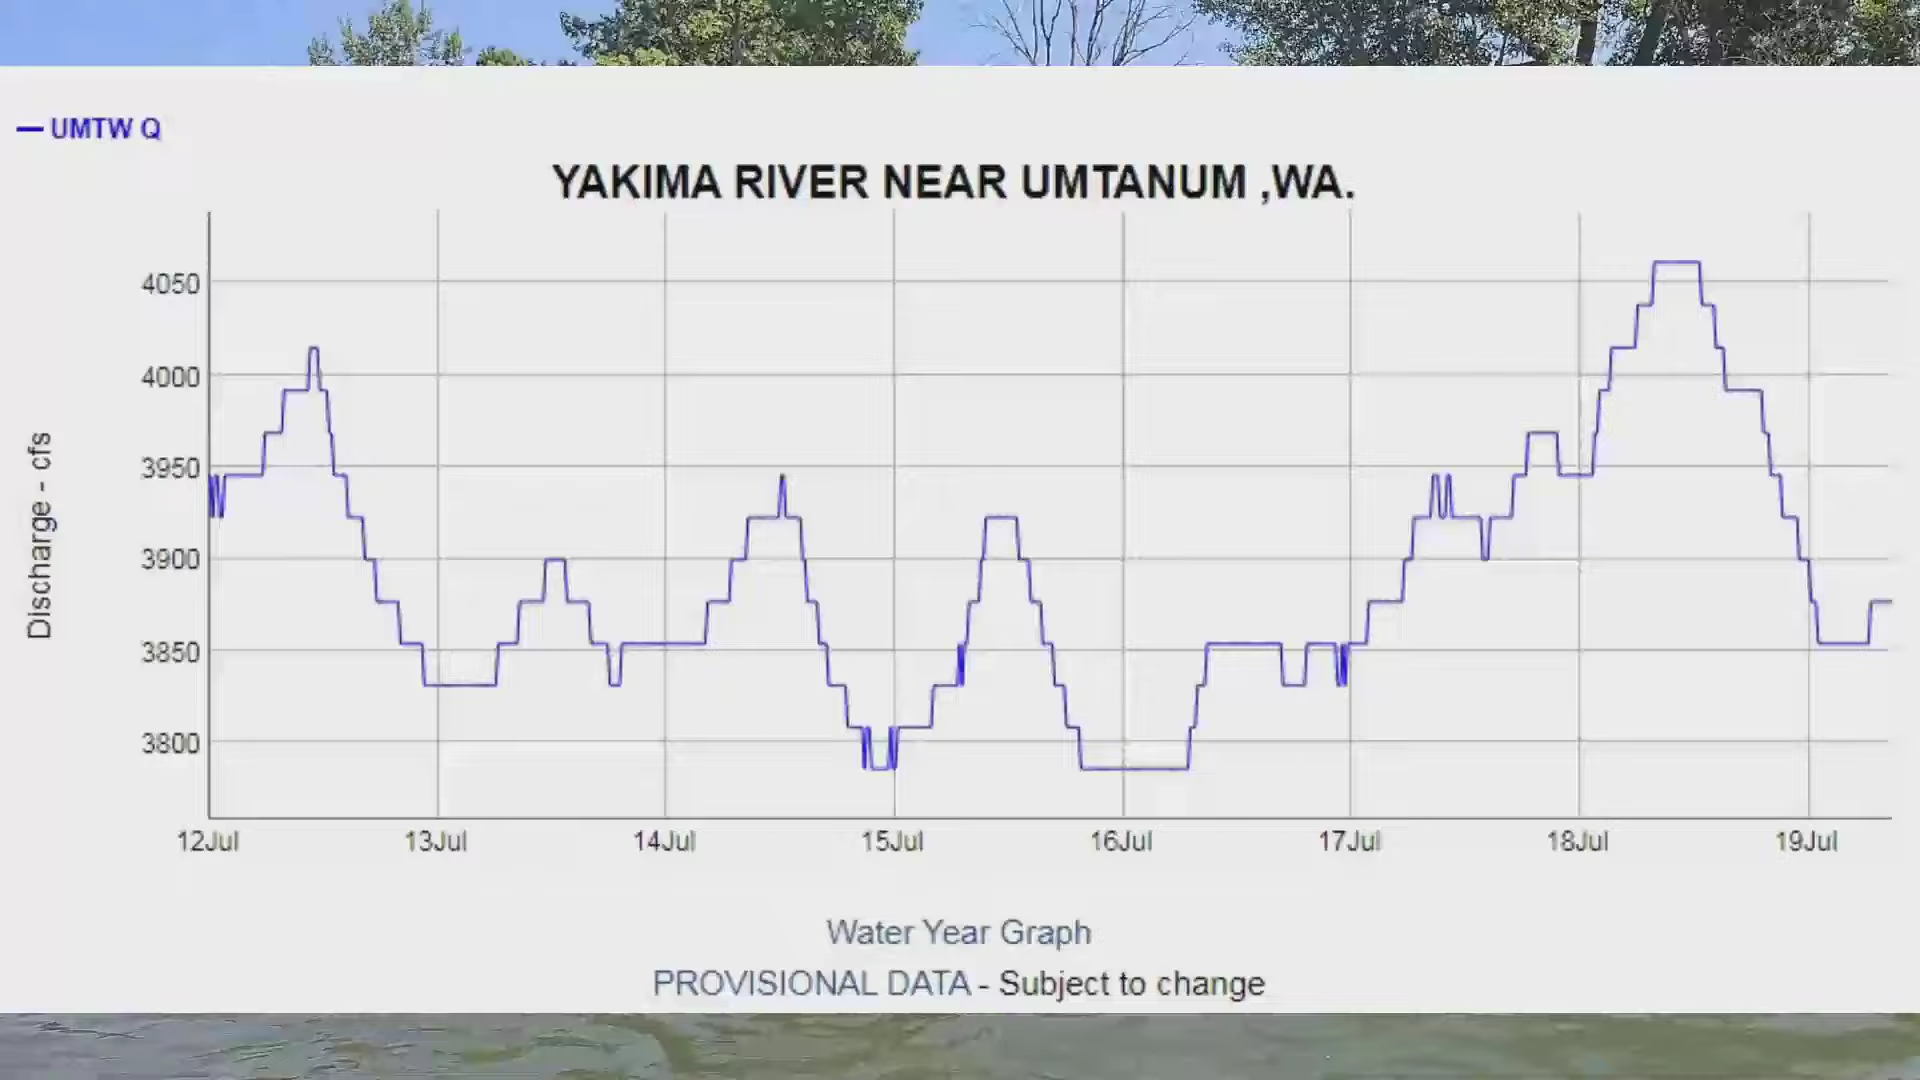 UMTW Q
YAKIMA RIVER NEAR UMTANUM ,WA.
Discharge - cfs
4050
4000
3950
3900
3850
3800
12Jul 13Jul 14Jul 15Jul 16Jul 17Jul 18Jul 19Jul
Water Year Graph
PROVISIONAL DATA - Subject to change